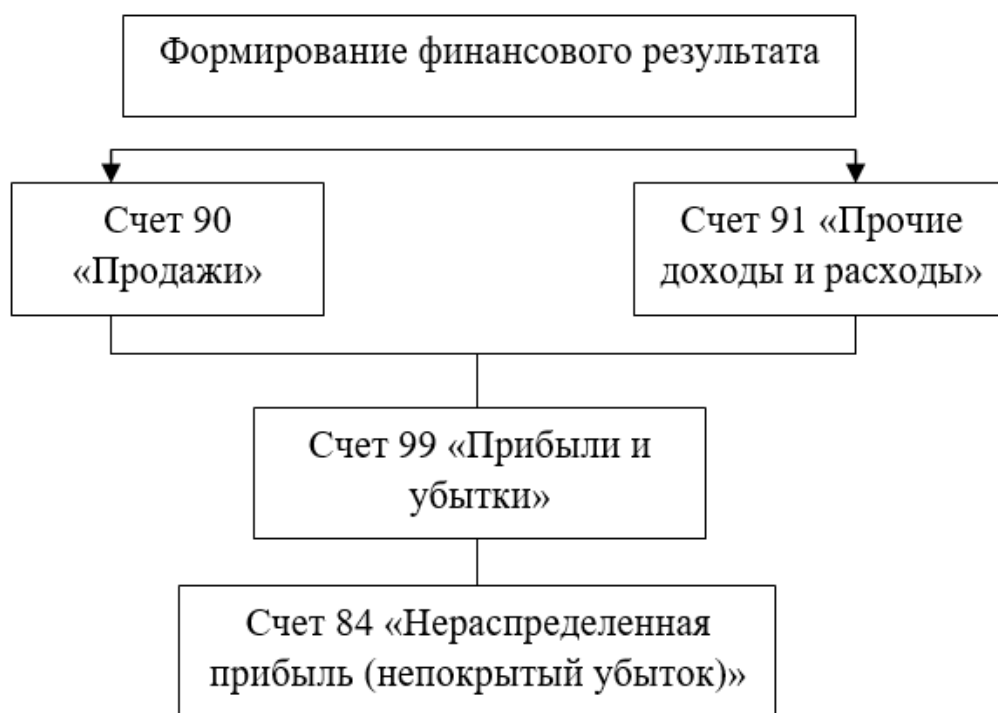 Формирование финансового результата
Счет 90
«Продажи»
Счет 91 «Прочие
доходы и расходы»
Счет 99 «Прибыли и
убытки»
Счет 84 «Нераспределенная
прибыль (непокрытый убыток)»